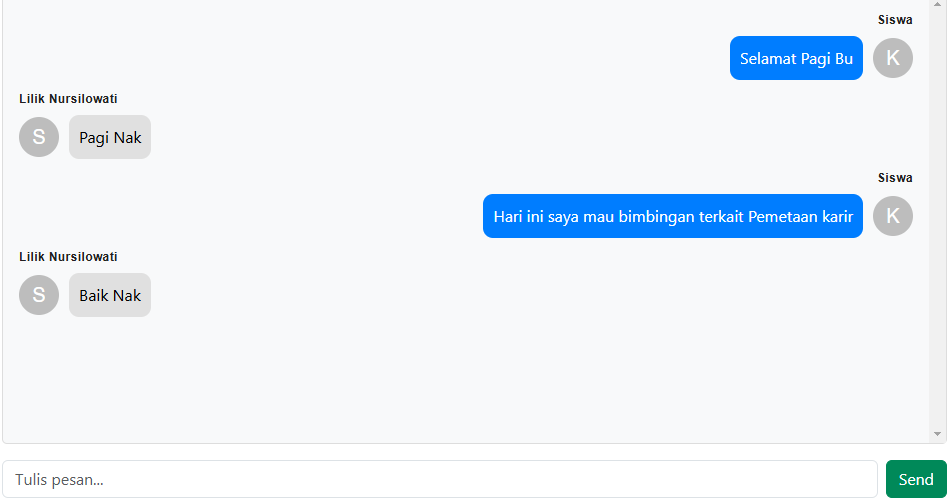 Siswa
Selamat Pagi Bu
K
Lilik Nursilowati
S
Pagi Nak
Siswa
Hari ini saya mau bimbingan terkait Pemetaan karir
K
Lilik Nursilowati
S
Baik Nak
Tulis pesan...
Send